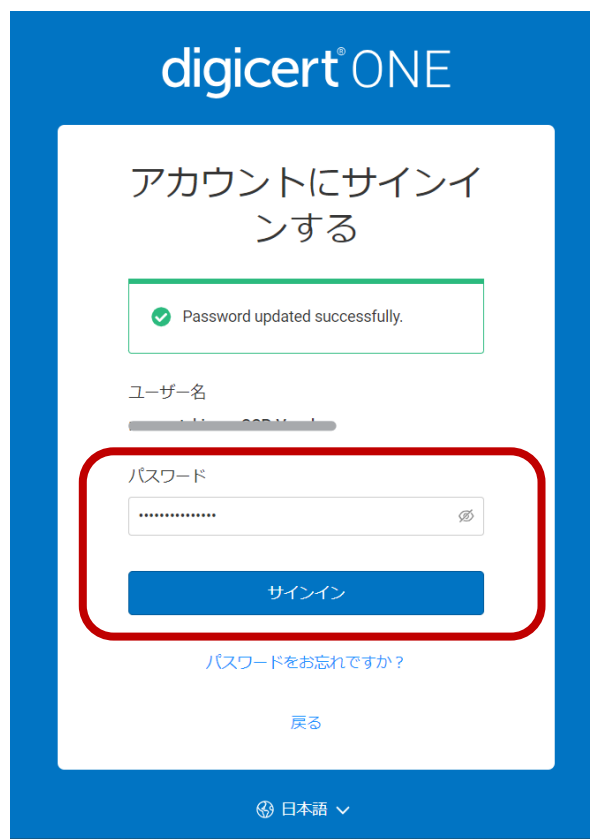 digicert® ONE
アカウントにサインイ
ンする
Password updated successfully.
ユーザー名
パスワード
•••••••••••••••
サインイン
パスワードをお忘れですか？
戻る
日本語